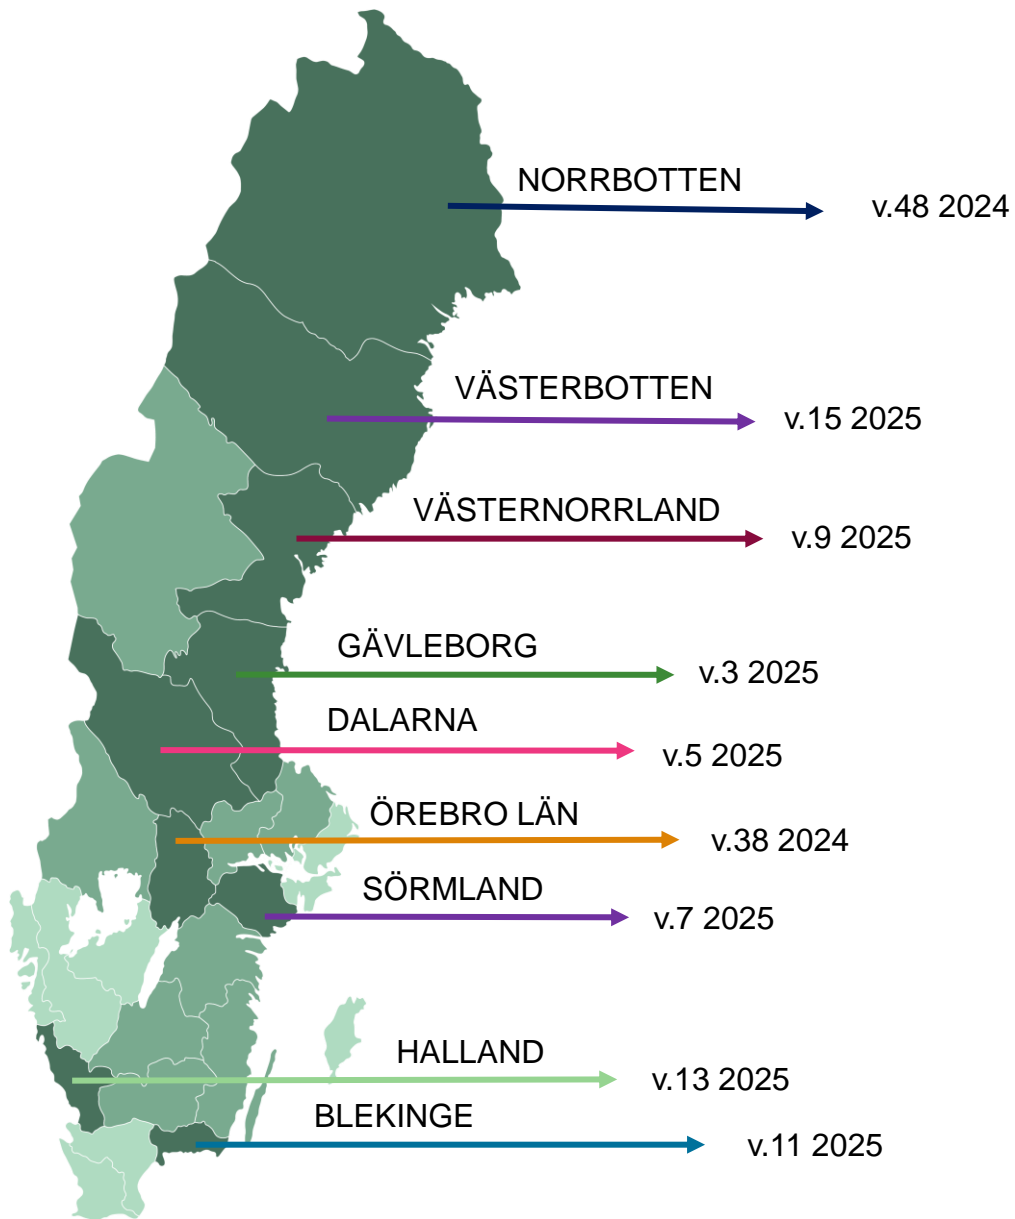 NORRBOTTEN
v.48 2024
VÄSTERBOTTEN
v.15 2025
VÄSTERNORRLAND
v.9 2025
GÄVLEBORG
v.3 2025
DALARNA
v.5 2025
ÖREBRO LÄN
v.38 2024
SÖRMLAND
v.7 2025
HALLAND
v.13 2025
BLEKINGE
v.11 2025